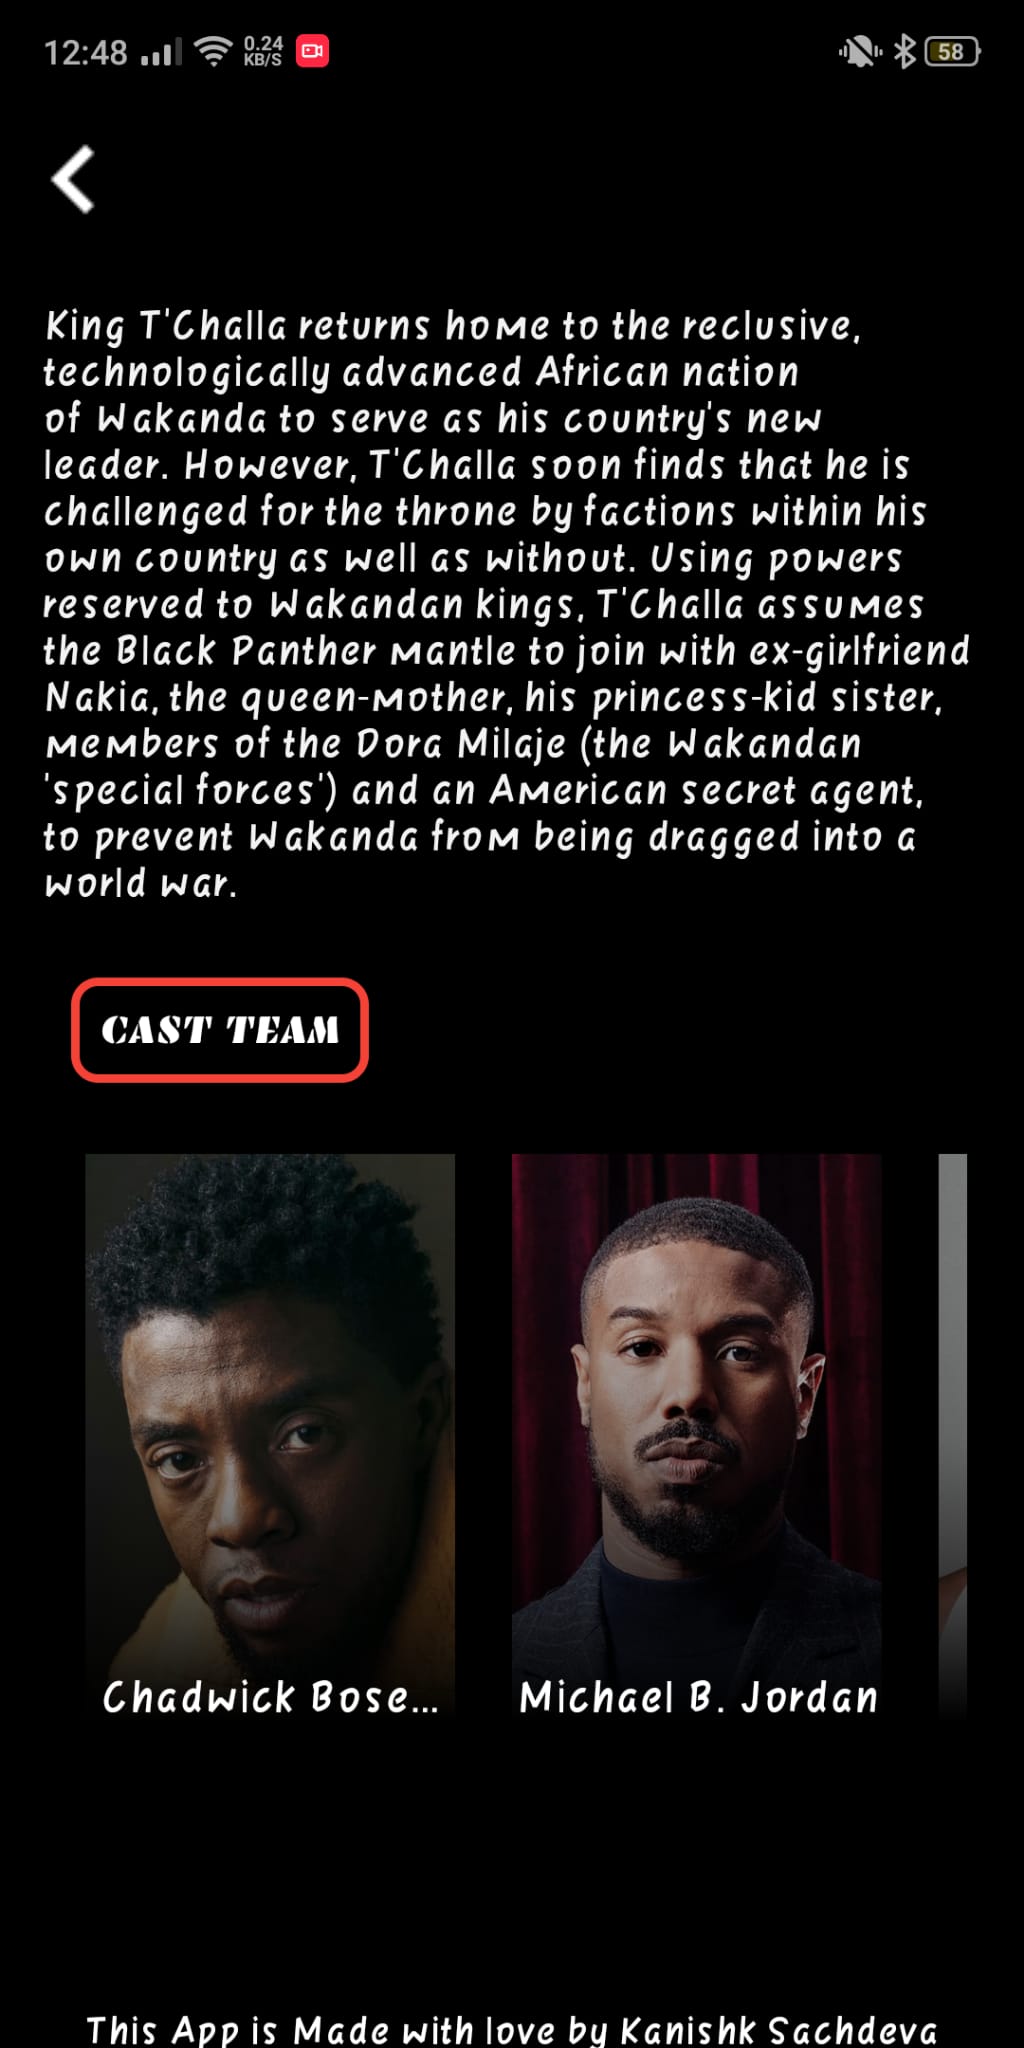 12:48 0.24 KB/S 58
King T'Challa returns home to the reclusive,
technologically advanced African nation
of Wakanda to serve as his country's new
leader. However, T'Challa soon finds that he is
challenged for the throne by factions within his
own country as well as without. Using powers
reserved to Wakandan kings, T'Challa assumes
the Black Panther mantle to join with ex-girlfriend
Nakia, the queen-mother, his princess-kid sister,
members of the Dora Milaje (the Wakandan
'special forces') and an American secret agent,
to prevent Wakanda from being dragged into a
world war.
CAST TEAM
Chadwick Bose...
Michael B. Jordan
This App is Made with love by Kanishk Sachdeva